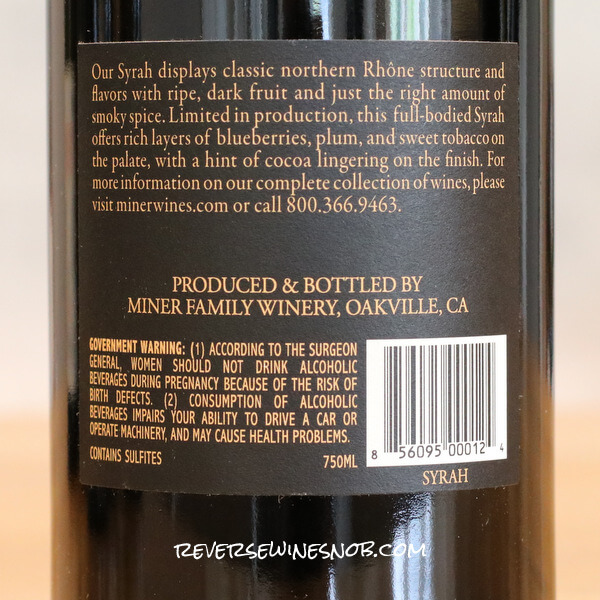 Our Syrah displays classic northern Rhône structure and
flavors with ripe, dark fruit and just the right amount of
smoky spice. Limited in production, this full-bodied Syrah
offers rich layers of blueberries, plum, and sweet tobacco on
the palate, with a hint of cocoa lingering on the finish. For
more information on our complete collection of wines, please
visit minerwines.com or call 800.366.9463.
PRODUCED & BOTTLED BY
MINER FAMILY WINERY, OAKVILLE, CA
GOVERNMENT WARNING: (1) ACCORDING TO THE SURGEON
GENERAL, WOMEN SHOULD NOT DRINK ALCOHOLIC
BEVERAGES DURING PREGNANCY BECAUSE OF THE RISK OF
BIRTH DEFECTS. (2) CONSUMPTION OF ALCOHOLIC
BEVERAGES IMPAIRS YOUR ABILITY TO DRIVE A CAR OR
OPERATE MACHINERY, AND MAY CAUSE HEALTH PROBLEMS.
CONTAINS SULFITES 750ML
8 56095 00012 4
SYRAH
REVERSEWINESNOB.COM